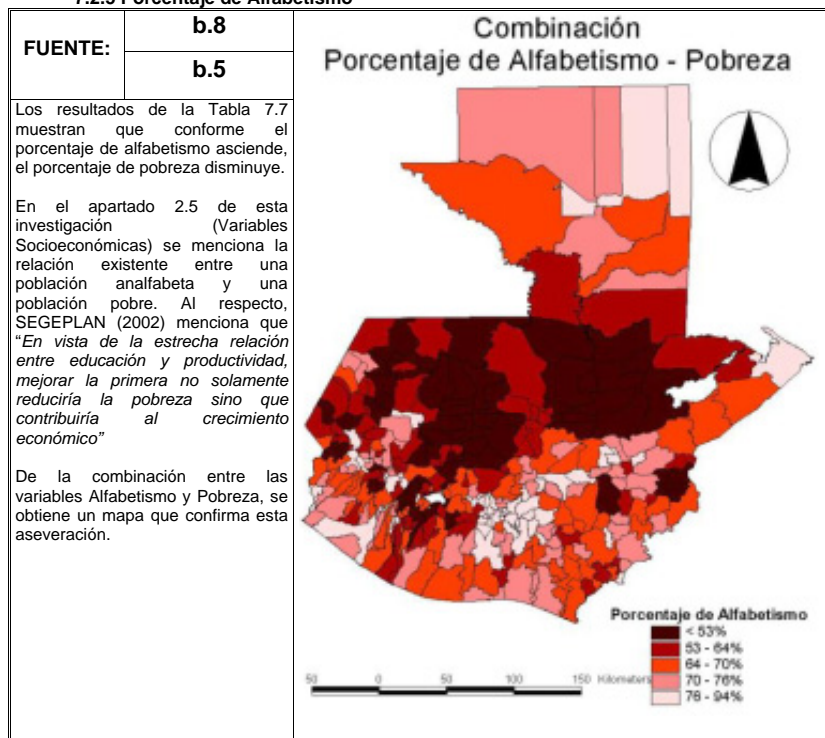 7.2.5 Porcentaje de Alfabetismo
FUENTE:
b.8
b.5
Los resultados de la Tabla 7.7
muestran que conforme el
porcentaje de alfabetismo asciende,
el porcentaje de pobreza disminuye.
En el apartado 2.5 de esta
investigación (Variables
Socioeconómicas) se menciona la
relación existente entre una
población analfabeta y una
población pobre. Al respecto,
SEGEPLAN (2002) menciona que
“En vista de la estrecha relación
entre educación y productividad,
mejorar la primera no solamente
reduciría la pobreza sino que
contribuiría al crecimiento
económico”
De la combinación entre las
variables Alfabetismo y Pobreza, se
obtiene un mapa que confirma esta
aseveración.
Combinación
Porcentaje de Alfabetismo - Pobreza
Porcentaje de Alfabetismo
< 53%
53 - 64%
64 - 70%
70 - 76%
76 - 94%
50 0 50 100 150 Kilometers